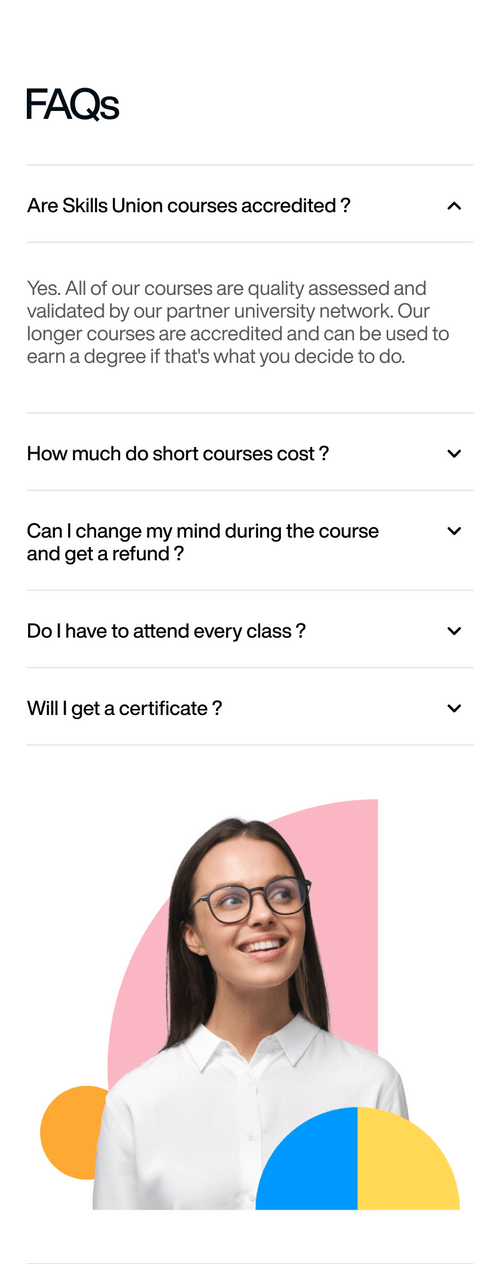 FAQs
Are Skills Union courses accredited ?
Yes. All of our courses are quality assessed and
validated by our partner university network. Our
longer courses are accredited and can be used to
earn a degree if that's what you decide to do.
How much do short courses cost ?
Can I change my mind during the course
and get a refund ?
Do I have to attend every class ?
Will I get a certificate ?